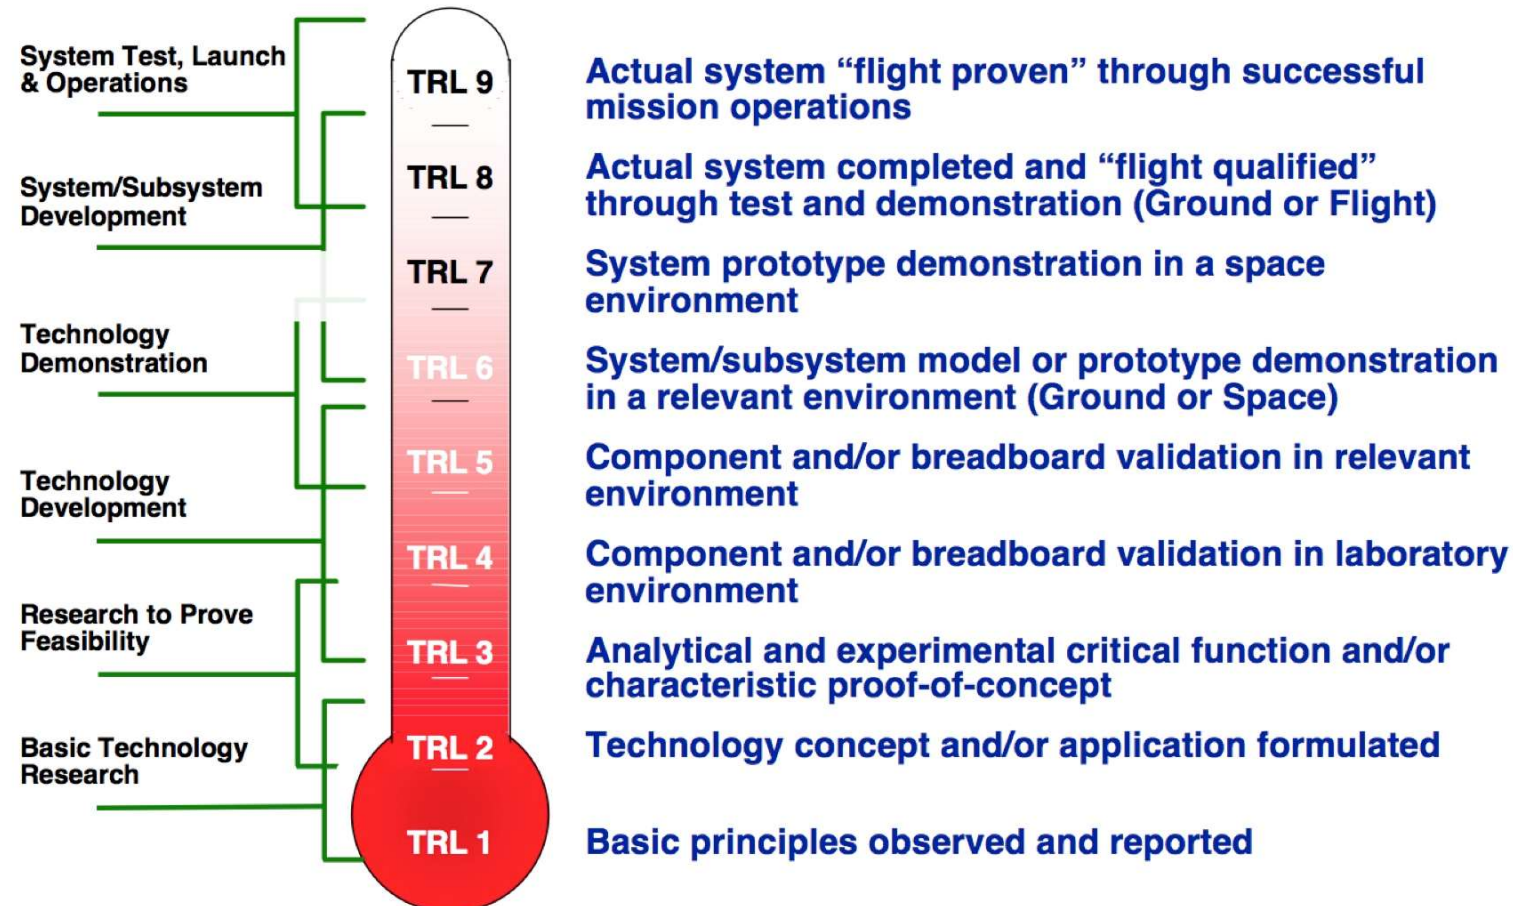 System Test, Launch
& Operations
System/Subsystem
Development
Technology
Demonstration
Technology
Development
Research to Prove
Feasibility
Basic Technology
Research
TRL 9
TRL 8
TRL 7
TRL 6
TRL 5
TRL 4
TRL 3
TRL 2
TRL 1
Actual system “flight proven” through successful
mission operations
Actual system completed and “flight qualified”
through test and demonstration (Ground or Flight)
System prototype demonstration in a space
environment
System/subsystem model or prototype demonstration
in a relevant environment (Ground or Space)
Component and/or breadboard validation in relevant
environment
Component and/or breadboard validation in laboratory
environment
Analytical and experimental critical function and/or
characteristic proof-of-concept
Technology concept and/or application formulated
Basic principles observed and reported